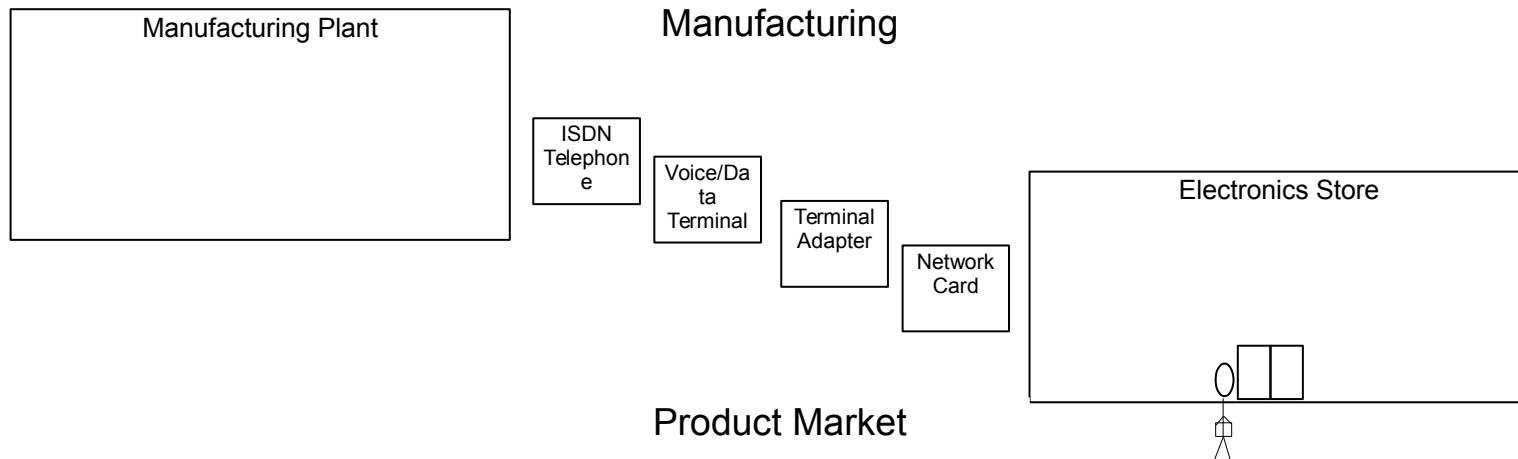 Manufacturing Plant
Manufacturing
ISDN
Telephon
e
Voice/Da
ta
Terminal
Terminal
Adapter
Network
Card
Electronics Store
Product Market